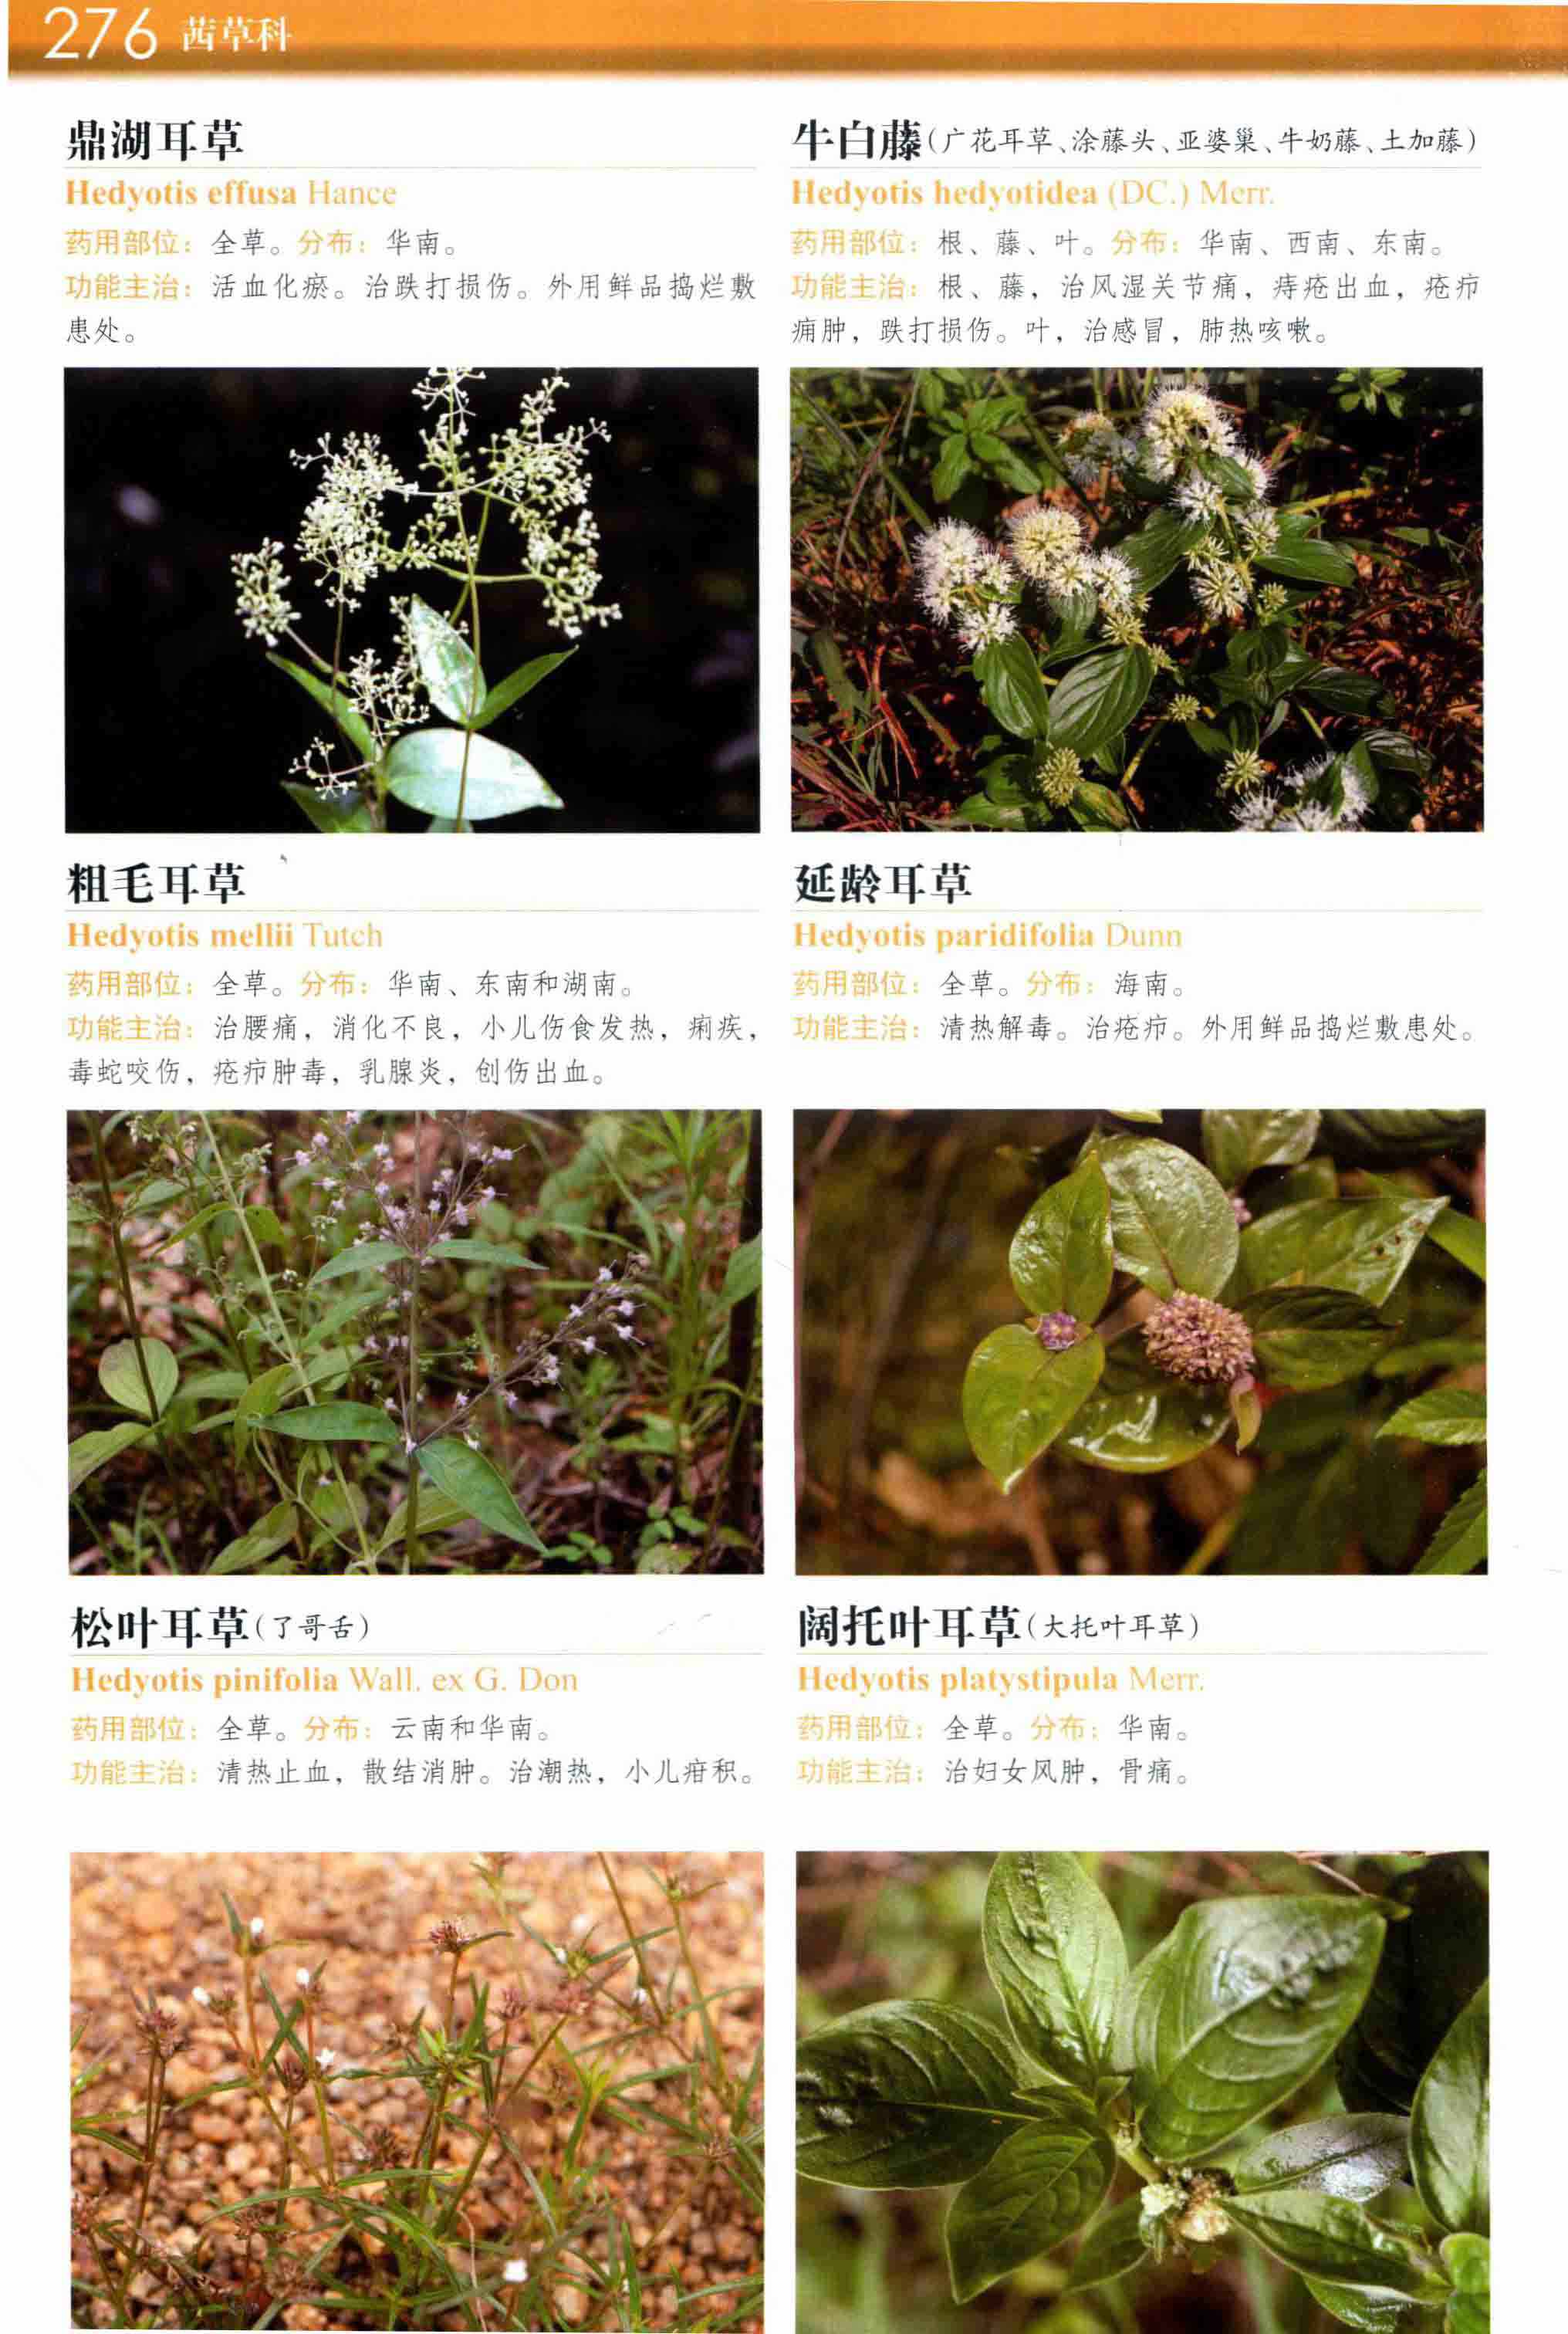 276 茜草科
鼎湖耳草
Hedyotis effusa Hance
药用部位：全草。分布：华南。
功能主治：活血化瘀。治跌打损伤。外用鲜品捣烂敷
患处。
牛白藤（广花耳草、涂藤头、亚婆巢、牛奶藤、土加藤）
Hedyotis hedyotidea (DC.) Merr.
药用部位：根、藤、叶。分布：华南、西南、东南。
功能主治：根、藤，治风湿关节痛，痔疮出血，疮疖
痈肿，跌打损伤。叶，治感冒，肺热咳嗽。
粗毛耳草
Hedyotis mellii Tutch
药用部位：全草。分布：华南、东南和湖南。
功能主治：治腰痛，消化不良，小儿伤食发热，痢疾，
毒蛇咬伤，疮疖肿毒，乳腺炎，创伤出血。
延龄耳草
Hedyotis paridifolia Dunn
药用部位：全草。分布：海南。
功能主治：清热解毒。治疮疖。外用鲜品捣烂敷患处。
松叶耳草（了哥舌）
Hedyotis pinifolia Wall. ex G. Don
药用部位：全草。分布：云南和华南。
功能主治：清热止血，散结消肿。治潮热，小儿疳积。
阔托叶耳草（大托叶耳草）
Hedyotis platystipula Merr.
药用部位：全草。分布：华南。
功能主治：治妇女风肿，骨痛。